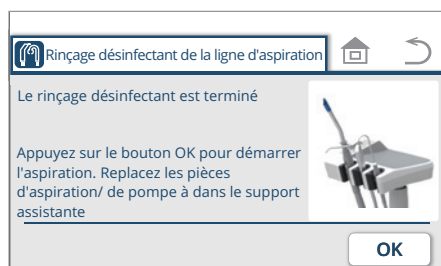 Rinçage désinfectant de la ligne d'aspiration
Le rinçage désinfectant est terminé
Appuyez sur le bouton OK pour démarrer
l'aspiration. Replacez les pièces
d'aspiration/ de pompe à dans le support
assistante
OK